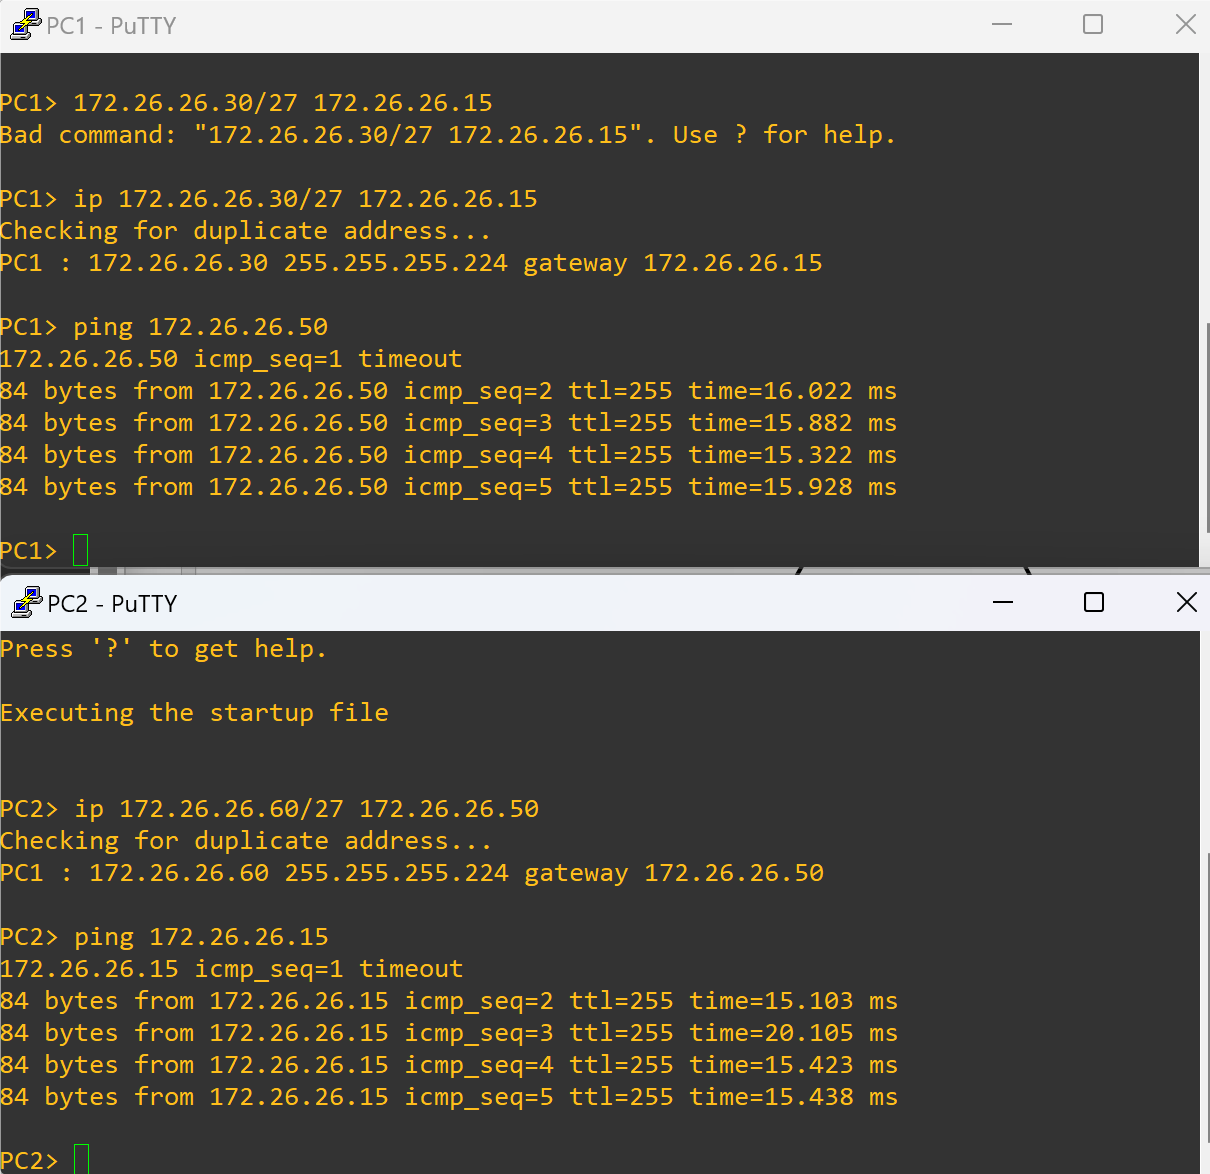 PC1 - PuTTY
PC1> 172.26.26.30/27 172.26.26.15
Bad command: "172.26.26.30/27 172.26.26.15". Use ? for help.
PC1> ip 172.26.26.30/27 172.26.26.15
Checking for duplicate address...
PC1 : 172.26.26.30 255.255.255.224 gateway 172.26.26.15
PC1> ping 172.26.26.50
172.26.26.50 icmp_seq=1 timeout
84 bytes from 172.26.26.50 icmp_seq=2 ttl=255 time=16.022 ms
84 bytes from 172.26.26.50 icmp_seq=3 ttl=255 time=15.882 ms
84 bytes from 172.26.26.50 icmp_seq=4 ttl=255 time=15.322 ms
84 bytes from 172.26.26.50 icmp_seq=5 ttl=255 time=15.928 ms
PC1>
PC2 - PuTTY
Press '?' to get help.
Executing the startup file
PC2> ip 172.26.26.60/27 172.26.26.50
Checking for duplicate address...
PC1 : 172.26.26.60 255.255.255.224 gateway 172.26.26.50
PC2> ping 172.26.26.15
172.26.26.15 icmp_seq=1 timeout
84 bytes from 172.26.26.15 icmp_seq=2 ttl=255 time=15.103 ms
84 bytes from 172.26.26.15 icmp_seq=3 ttl=255 time=20.105 ms
84 bytes from 172.26.26.15 icmp_seq=4 ttl=255 time=15.423 ms
84 bytes from 172.26.26.15 icmp_seq=5 ttl=255 time=15.438 ms
PC2>